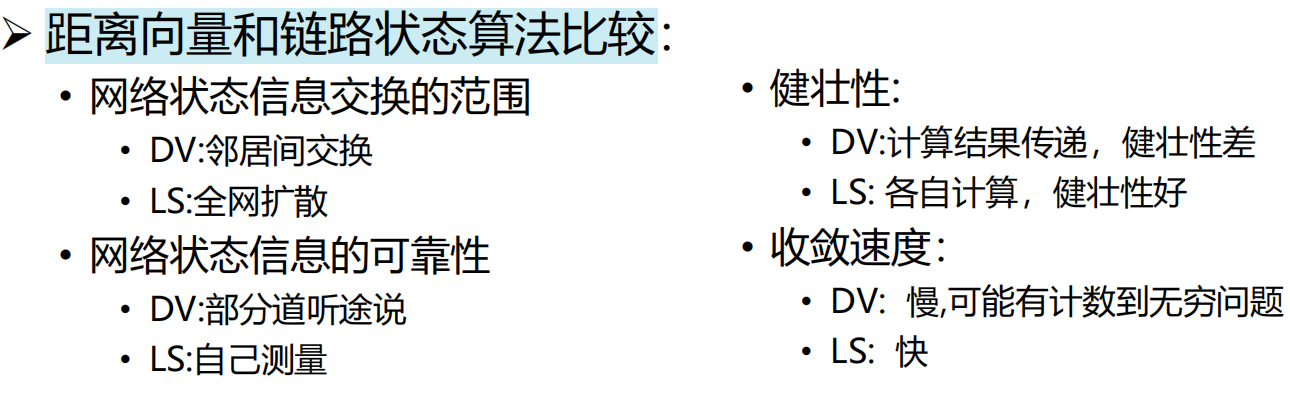 ➢ 距离向量和链路状态算法比较：
• 网络状态信息交换的范围
• DV:邻居间交换
• LS:全网扩散
• 网络状态信息的可靠性
• DV:部分道听途说
• LS:自己测量
• 健壮性:
• DV:计算结果传递，健壮性差
• LS: 各自计算，健壮性好
• 收敛速度：
• DV: 慢,可能有计数到无穷问题
• LS: 快